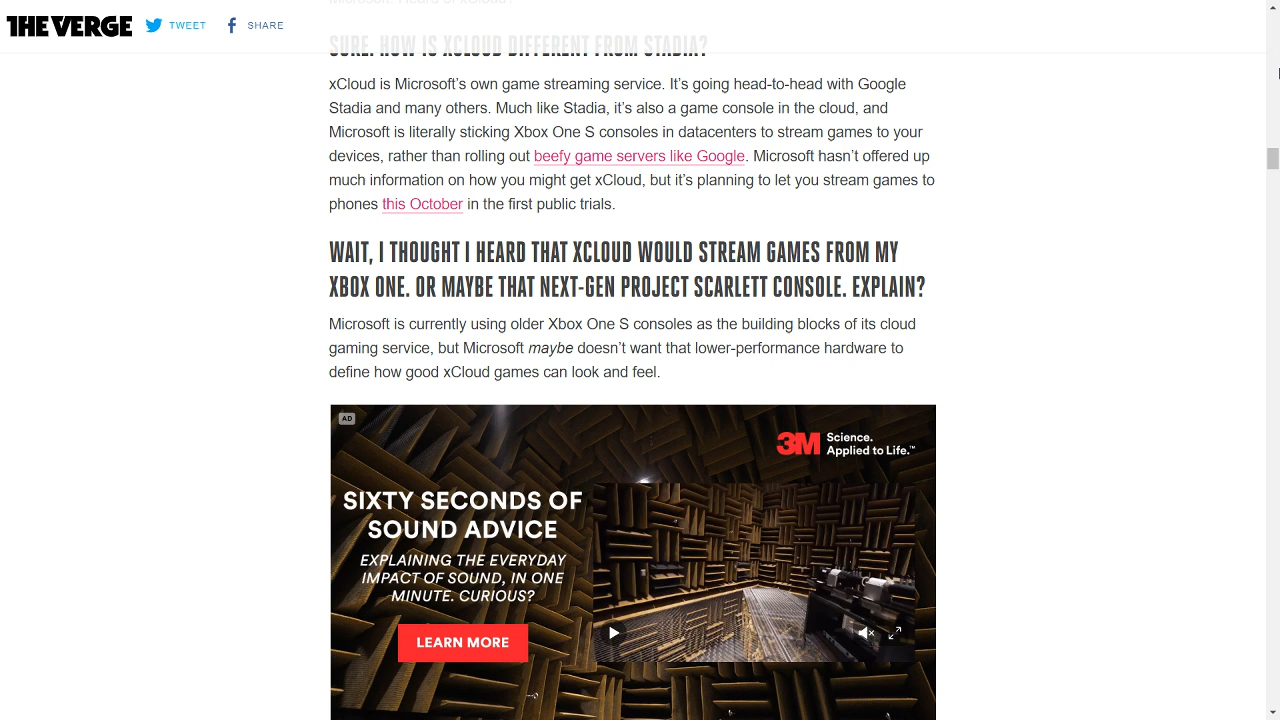 Microsoft. Heard of xCloud?
THE VERGE TWEET SHARE
SURE. HOW IS XCLOUD DIFFERENT FROM STADIA?
xCloud is Microsoft’s own game streaming service. It’s going head-to-head with Google
Stadia and many others. Much like Stadia, it’s also a game console in the cloud, and
Microsoft is literally sticking Xbox One S consoles in datacenters to stream games to your
devices, rather than rolling out beefy game servers like Google. Microsoft hasn’t offered up
much information on how you might get xCloud, but it’s planning to let you stream games to
phones this October in the first public trials.
WAIT, I THOUGHT I HEARD THAT XCLOUD WOULD STREAM GAMES FROM MY
XBOX ONE. OR MAYBE THAT NEXT-GEN PROJECT SCARLETT CONSOLE. EXPLAIN?
Microsoft is currently using older Xbox One S consoles as the building blocks of its cloud
gaming service, but Microsoft maybe doesn’t want that lower-performance hardware to
define how good xCloud games can look and feel.
AD
3M Science.
Applied to Life.™
SIXTY SECONDS OF
SOUND ADVICE
EXPLAINING THE EVERYDAY
IMPACT OF SOUND, IN ONE
MINUTE. CURIOUS?
LEARN MORE